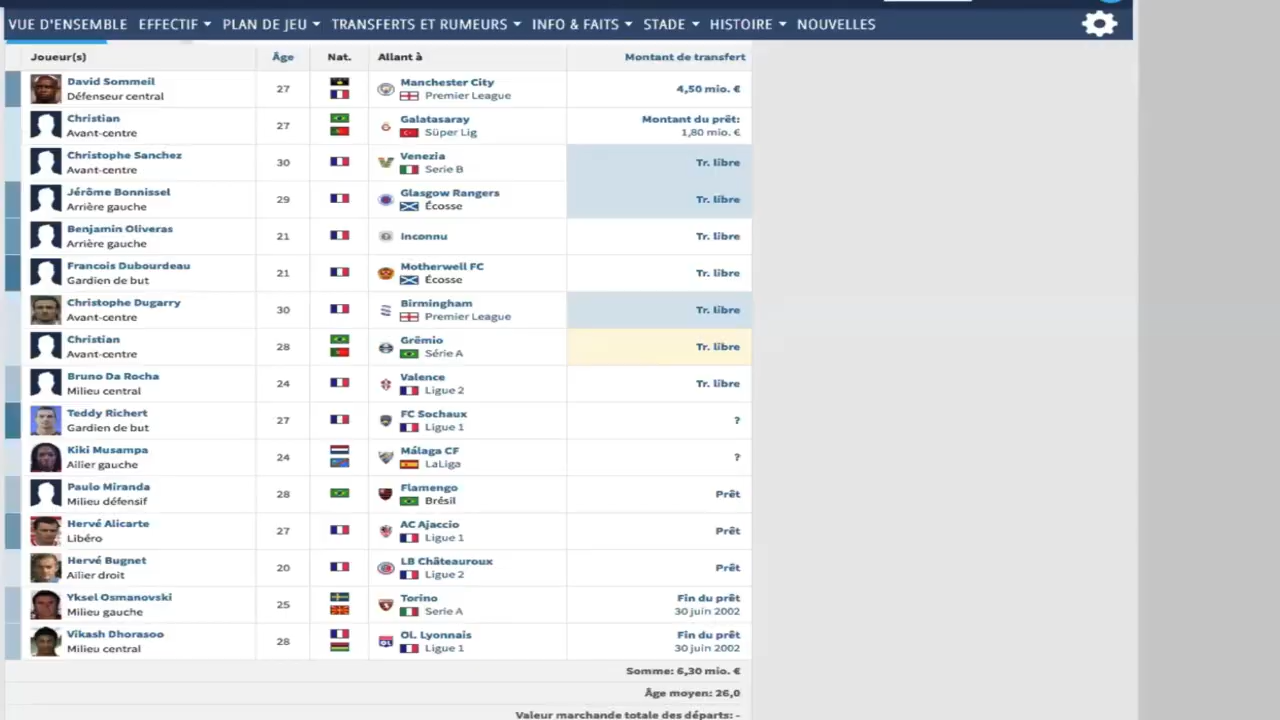 VUE D'ENSEMBLE EFFECTIF PLAN DE JEU TRANSFERTS ET RUMEURS INFO & FAITS STADE HISTOIRE NOUVELLES
Joueur(s) Âge Nat. Allant à Montant de transfert
David Sommeil
Défenseur central
27
Manchester City
Premier League
4,50 mio. €
Christian
Avant-centre
27
Galatasaray
Süper Lig
Montant du prêt:
1,80 mio. €
Christophe Sanchez
Avant-centre
30
Venezia
Serie B
Tr. libre
Jérôme Bonnissel
Arrière gauche
29
Glasgow Rangers
Écosse
Tr. libre
Benjamin Oliveras
Arrière gauche
21
Inconnu
Tr. libre
Francois Dubourdeau
Gardien de but
21
Motherwell FC
Écosse
Tr. libre
Christophe Dugarry
Avant-centre
30
Birmingham
Premier League
Tr. libre
Christian
Avant-centre
28
Grêmio
Série A
Tr. libre
Bruno Da Rocha
Milieu central
24
Valence
Ligue 2
Tr. libre
Teddy Richert
Gardien de but
27
FC Sochaux
Ligue 1
?
Kiki Musampa
Ailier gauche
24
Málaga CF
LaLiga
?
Paulo Miranda
Milieu défensif
28
Flamengo
Brésil
Prêt
Hervé Alicarte
Libéro
27
AC Ajaccio
Ligue 1
Prêt
Hervé Bugnet
Ailier droit
20
LB Châteauroux
Ligue 2
Prêt
Yksel Osmanovski
Milieu gauche
25
Torino
Serie A
Fin du prêt
30 juin 2002
Vikash Dhorasoo
Milieu central
28
Ol. Lyonnais
Ligue 1
Fin du prêt
30 juin 2002
Somme: 6,30 mio. €
Âge moyen: 26,0
Valeur marchande totale des départs: -